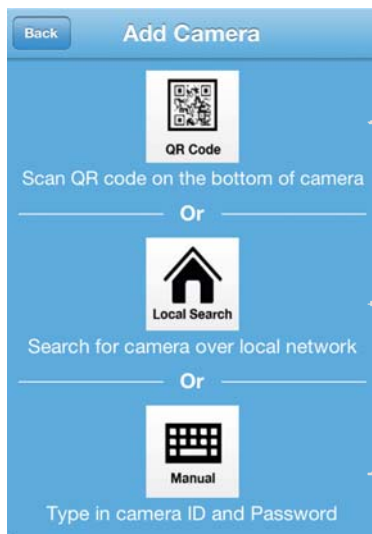 Back
Add Camera
QR Code
Scan QR code on the bottom of camera
Or
Local Search
Search for camera over local network
Or
Manual
Type in camera ID and Password